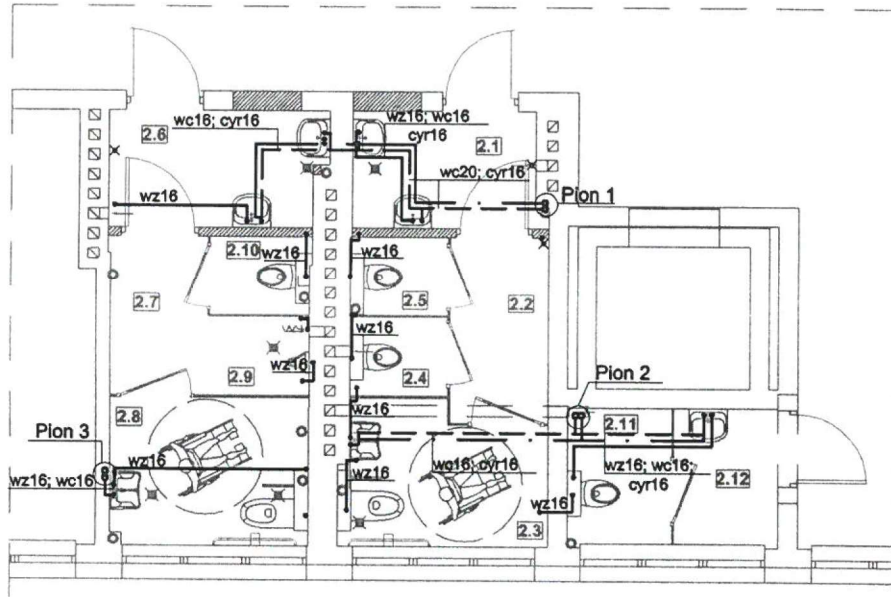 wc16; cyr16
wz16; wc16
cyr16
2.6
2.1
wc20; cyr16
wz16
Pion 1
2.10
wz16
2.7
2.5
2.2
wz16
2.9
wz16
2.4
Pion 2
2.8
wz16
2.11
Pion 3
wz16
wz16; wc16
wc16; cyr16
wz16; wc16;
cyr16
2.12
wz16
wz16
2.3